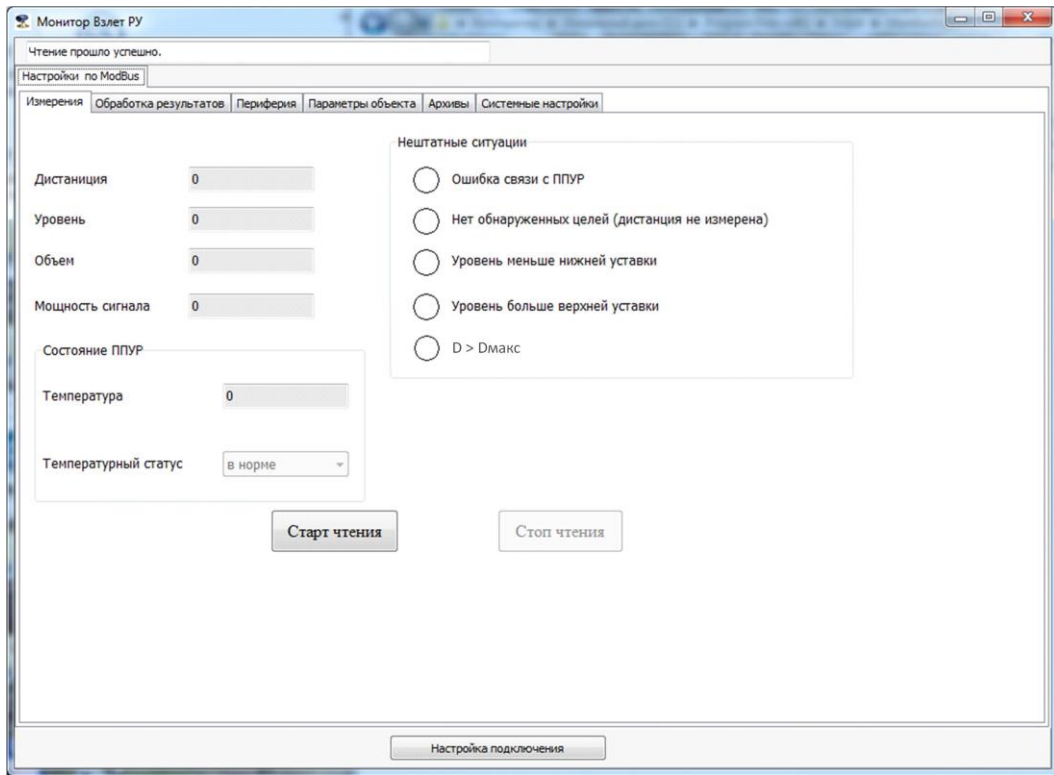 Монитор Взлет РУ
Чтение прошло успешно.
Настройки по ModBus
Измерения Обработка результатов Периферия Параметры объекта Архивы Системные настройки
Нештатные ситуации
Дистаниция 0
Ошибка связи с ППУР
Уровень 0
Нет обнаруженных целей (дистанция не измерена)
Объем 0
Уровень меньше нижней уставки
Мощность сигнала 0
Уровень больше верхней уставки
D > Dмакс
Состояние ППУР
Температура 0
Температурный статус в норме
Старт чтения Стоп чтения
Настройка подключения